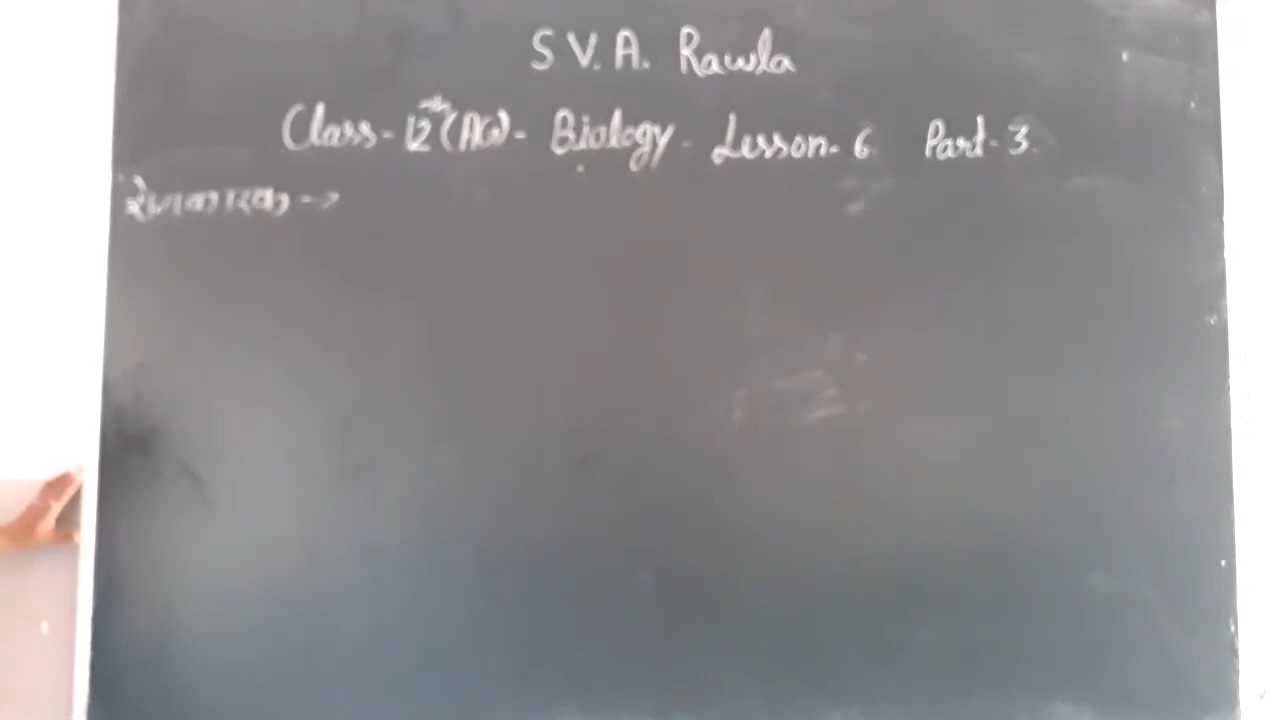 S V. A. Rawla
Class - 12th (AG) - Biology - Lesson - 6 Part - 3.
→